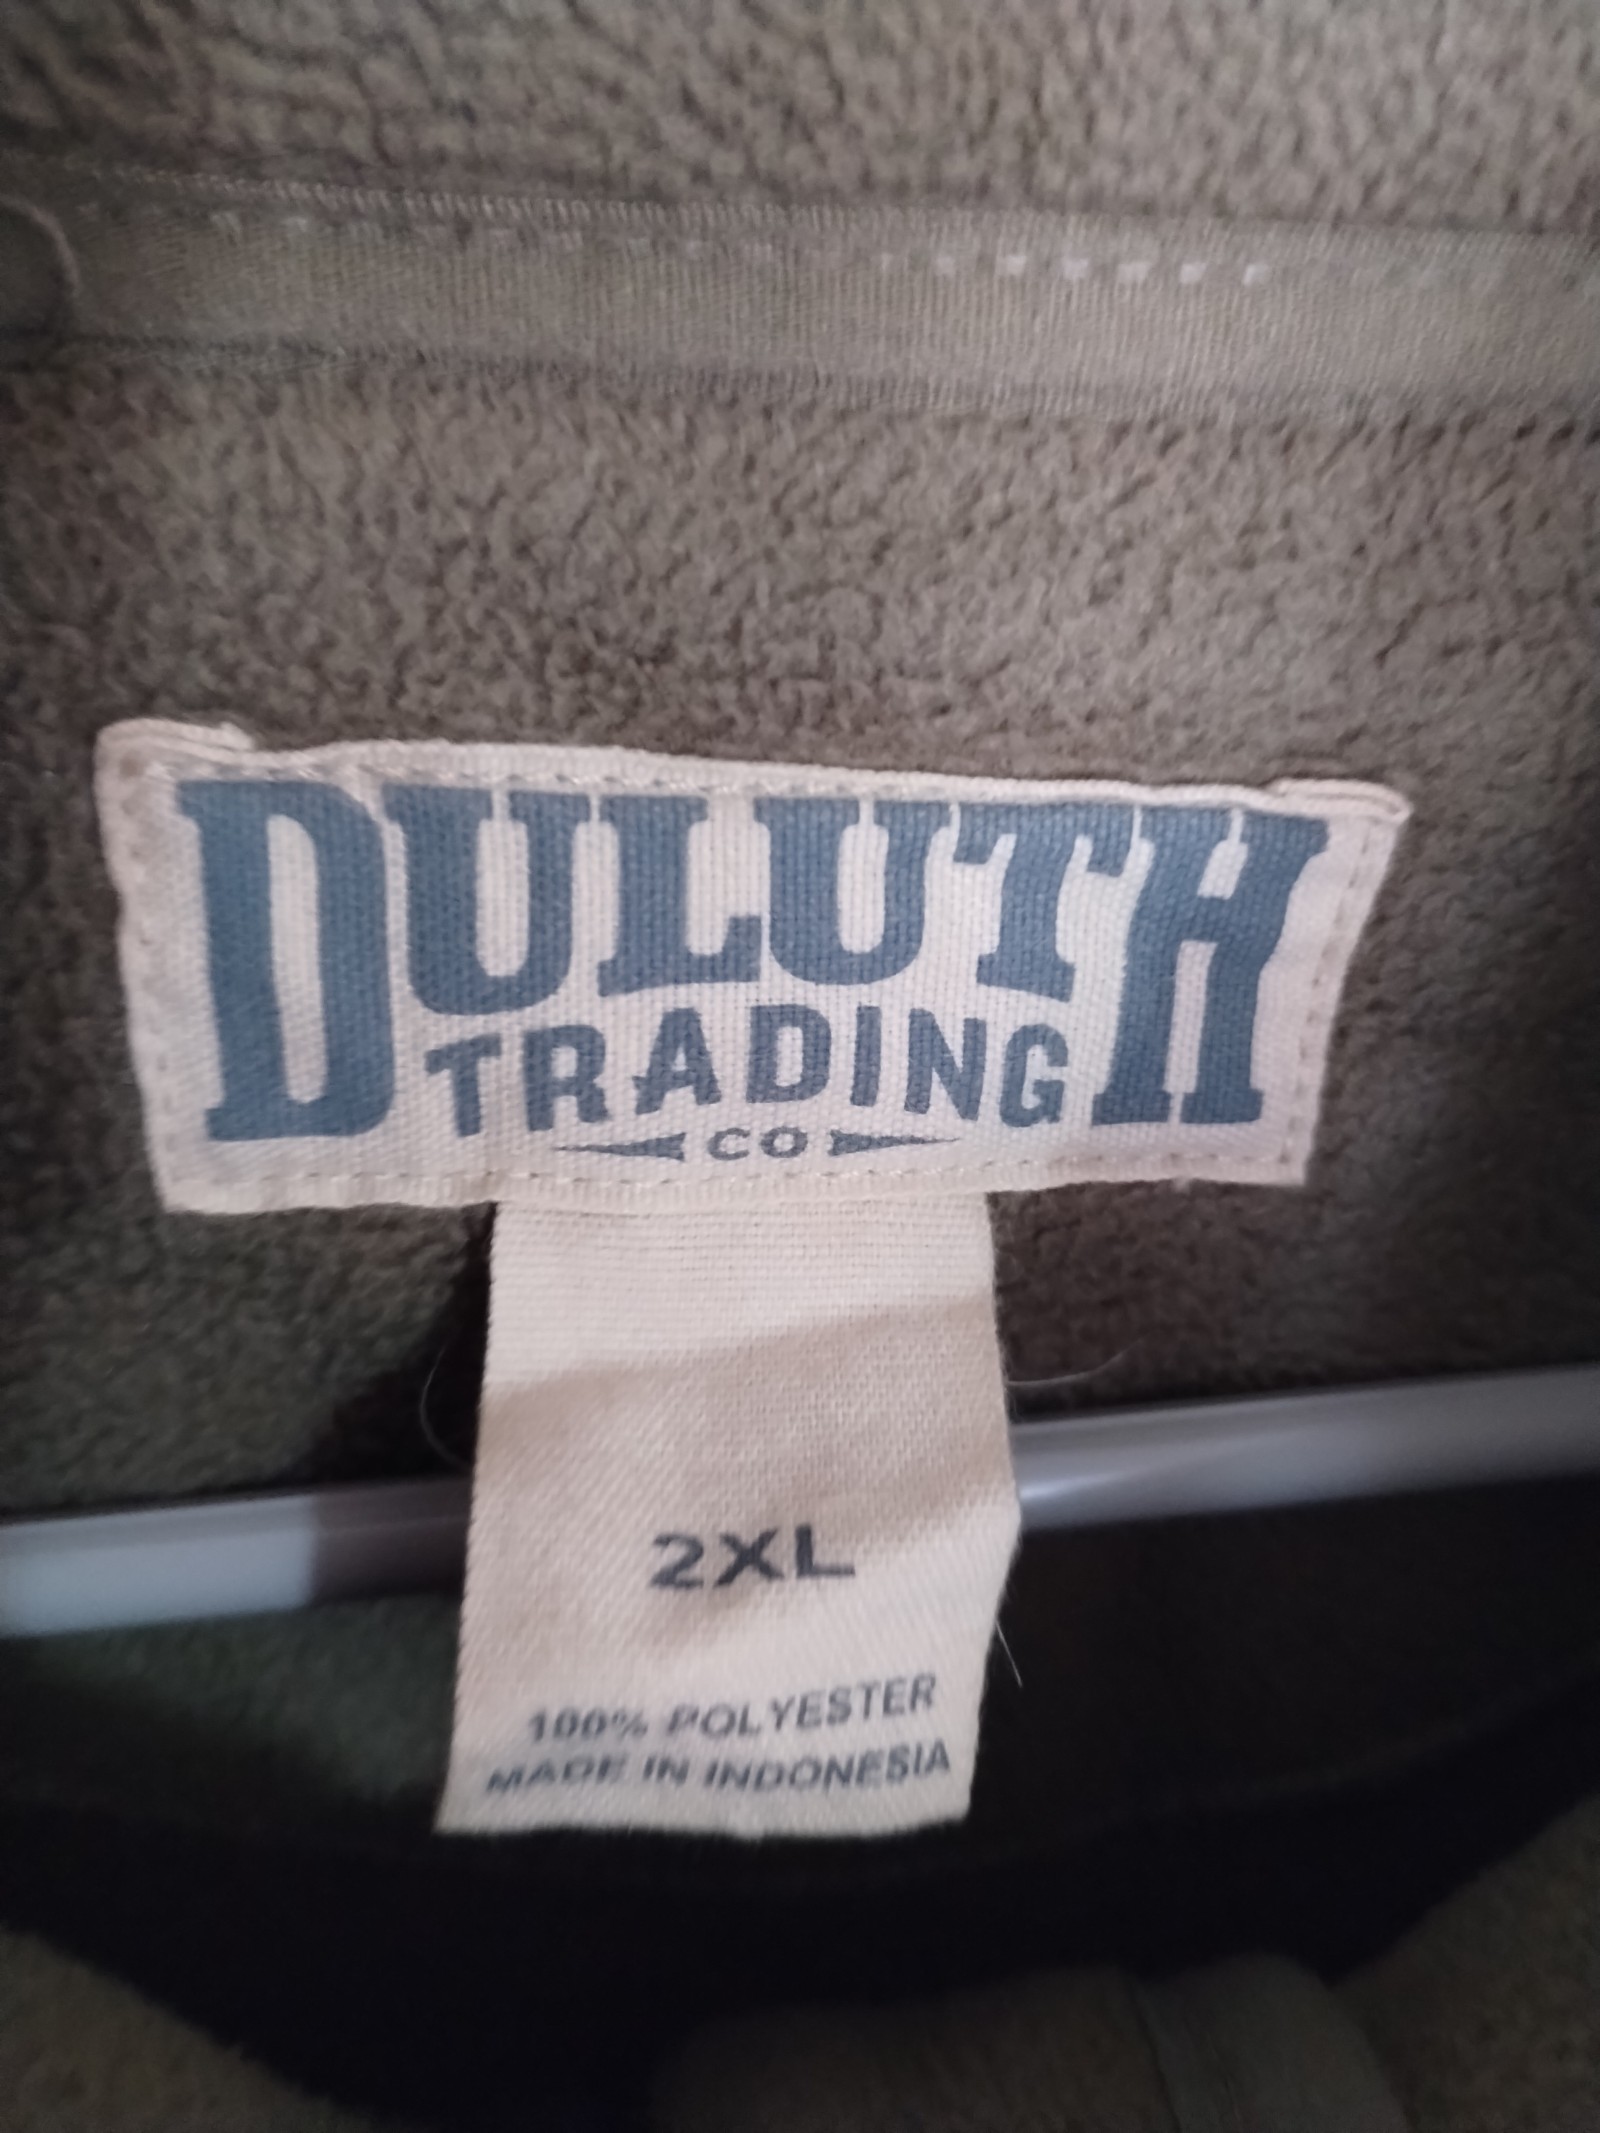 DULUTH
TRADING
CO
2XL
100% POLYESTER
MADE IN INDONESIA